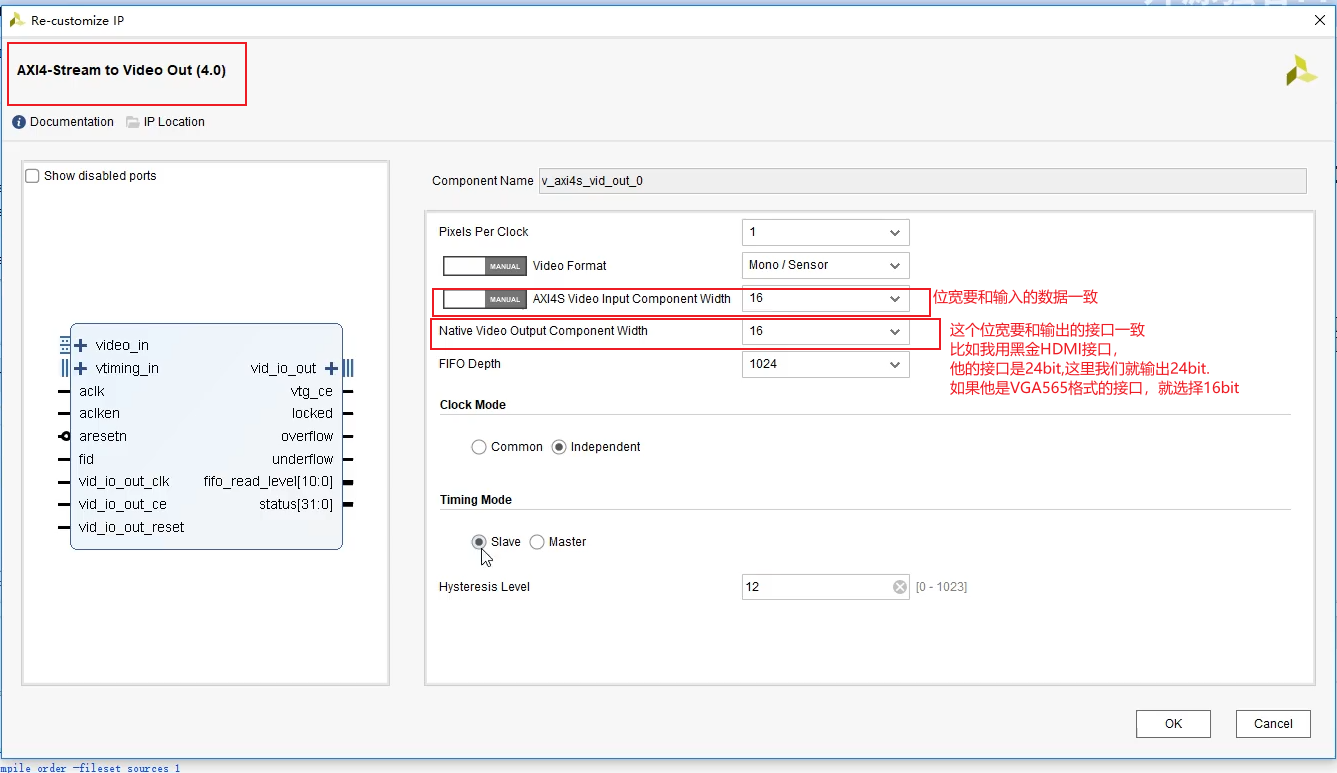 Re-customize IP
AXI4-Stream to Video Out (4.0)
Documentation
IP Location
Show disabled ports
video_in
vtiming_in
aclk
aclken
aresetn
fid
vid_io_out_clk
vid_io_out_ce
vid_io_out_reset
vid_io_out
vtg_ce
locked
overflow
underflow
fifo_read_level[10:0]
status[31:0]
Component Name v_axi4s_vid_out_0
Pixels Per Clock 1
MANUAL Video Format Mono / Sensor
MANUAL AXI4S Video Input Component Width 16
位宽要和输入的数据一致
Native Video Output Component Width 16
这个位宽要和输出的接口一致
比如我用黑金HDMI接口，
他的接口是24bit,这里我们就输出24bit.
如果他是VGA565格式的接口，就选择16bit
FIFO Depth 1024
Clock Mode
Common Independent
Timing Mode
Slave Master
Hysteresis Level 12 [0 - 1023]
OK Cancel
mpile_order -fileset sources_1